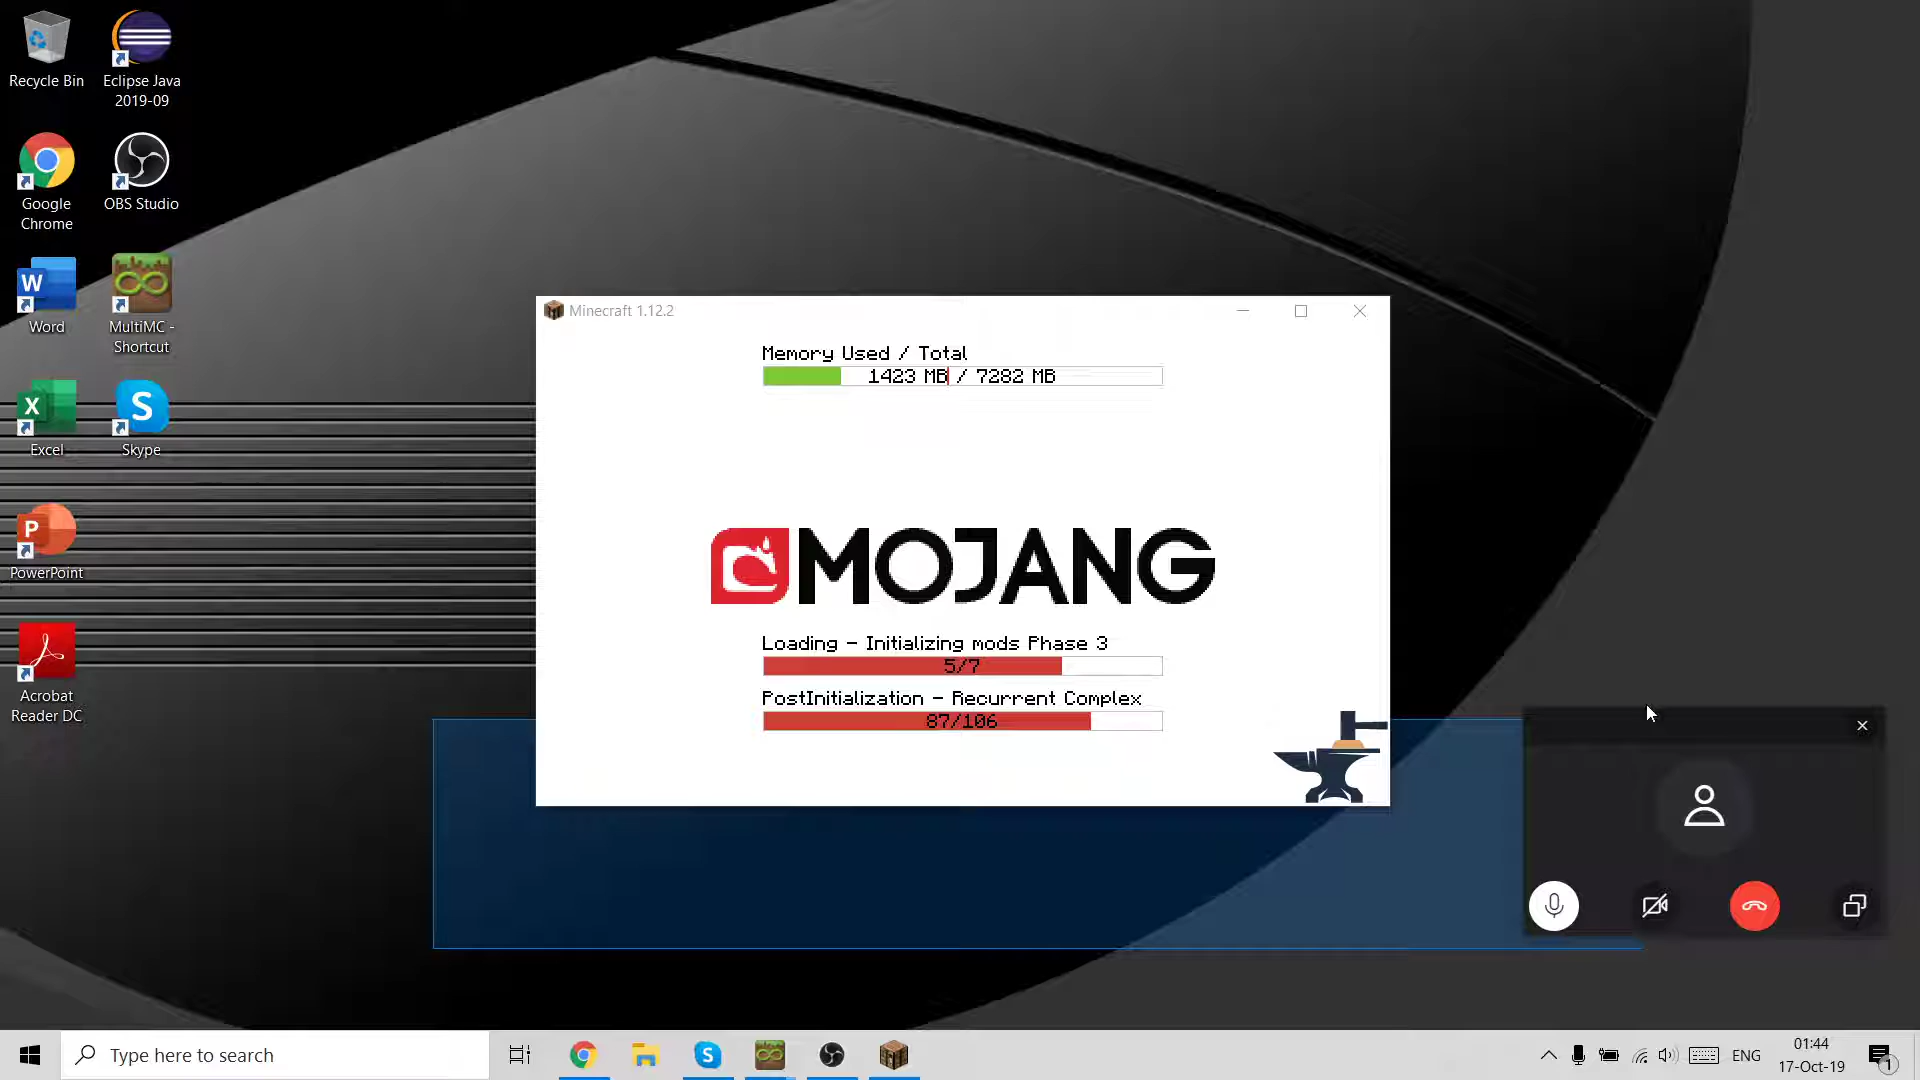 Recycle Bin
Eclipse Java
2019-09
Google
Chrome
OBS Studio
Word
MultiMC -
Shortcut
Excel
Skype
PowerPoint
Acrobat
Reader DC
Minecraft 1.12.2
Memory Used / Total
1423 MB / 7282 MB
MOJANG
Loading - Initializing mods Phase 3
5/7
PostInitialization - Recurrent Complex
87/106
Type here to search
ENG
01:44
17-Oct-19
1